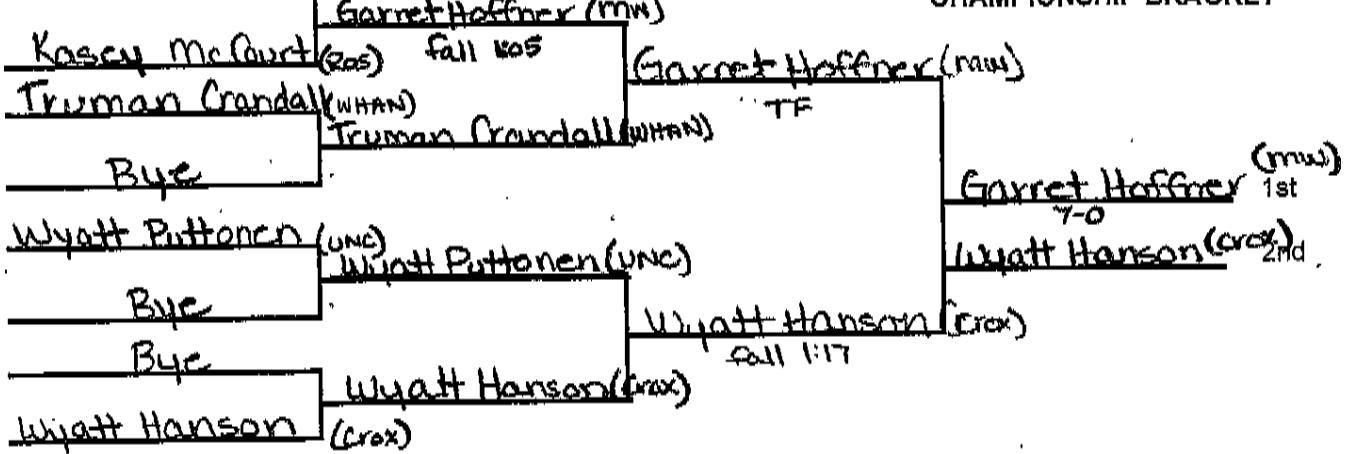 CHAMPIONSHIP BRACKET
Garret Hoffner (mw)
fall 1:05
Kasey McCourt (ROS)
Garret Hoffner (mw)
TF
Truman Crandall (WHAN)
Truman Crandall (WHAN)
Bye
Garret Hoffner (mw)
1st
7-0
Wyatt Puttonen (UNC)
Wyatt Puttonen (UNC)
Wyatt Hanson (crox)
2nd
Bye
Wyatt Hanson (crox)
fall 1:17
Bye
Wyatt Hanson (crox)
Wyatt Hanson (crox)